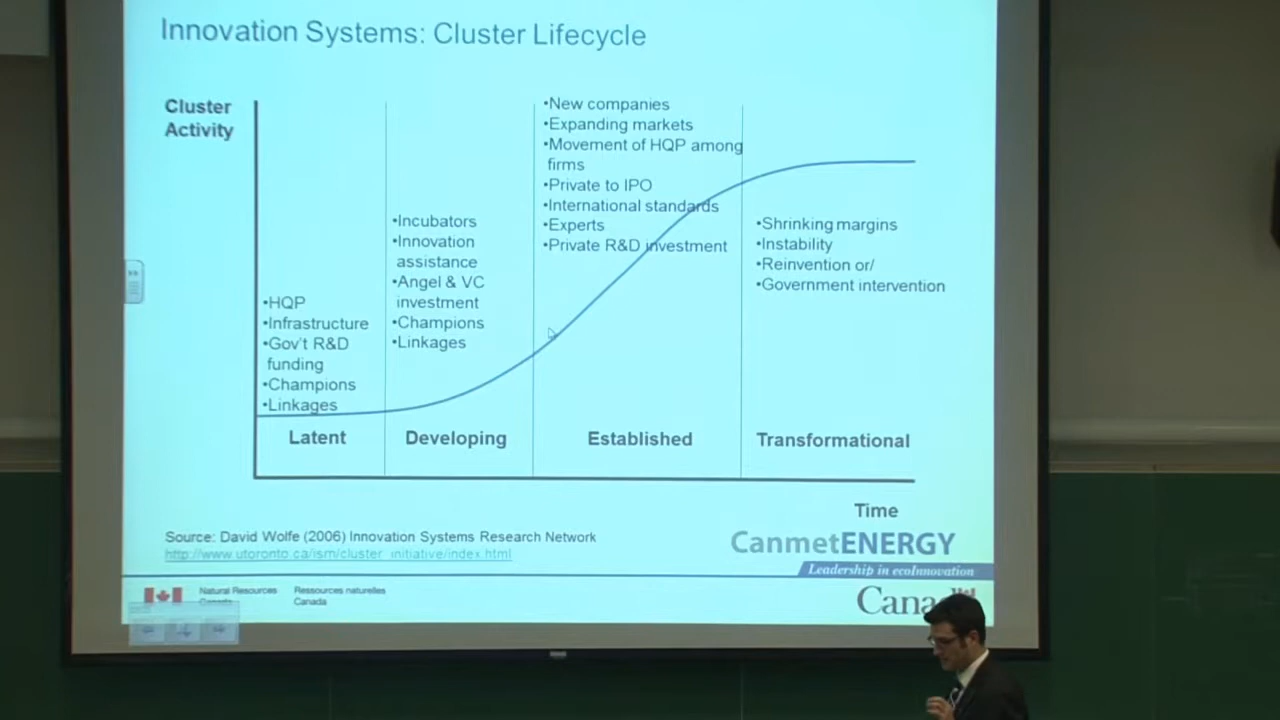 Innovation Systems: Cluster Lifecycle
Cluster
Activity
•HQP
•Infrastructure
•Gov't R&D
funding
•Champions
•Linkages
•Incubators
•Innovation
assistance
•Angel & VC
investment
•Champions
•Linkages
•New companies
•Expanding markets
•Movement of HQP among
firms
•Private to IPO
•International standards
•Experts
•Private R&D investment
•Shrinking margins
•Instability
•Reinvention or/
•Government intervention
Latent
Developing
Established
Transformational
Time
Source: David Wolfe (2006) Innovation Systems Research Network
http://www.utoronto.ca/ism/cluster_initiative/index.html
CanmetENERGY
Leadership in ecoInnovation
Natural Resources
Canada
Ressources naturelles
Canada
Cana